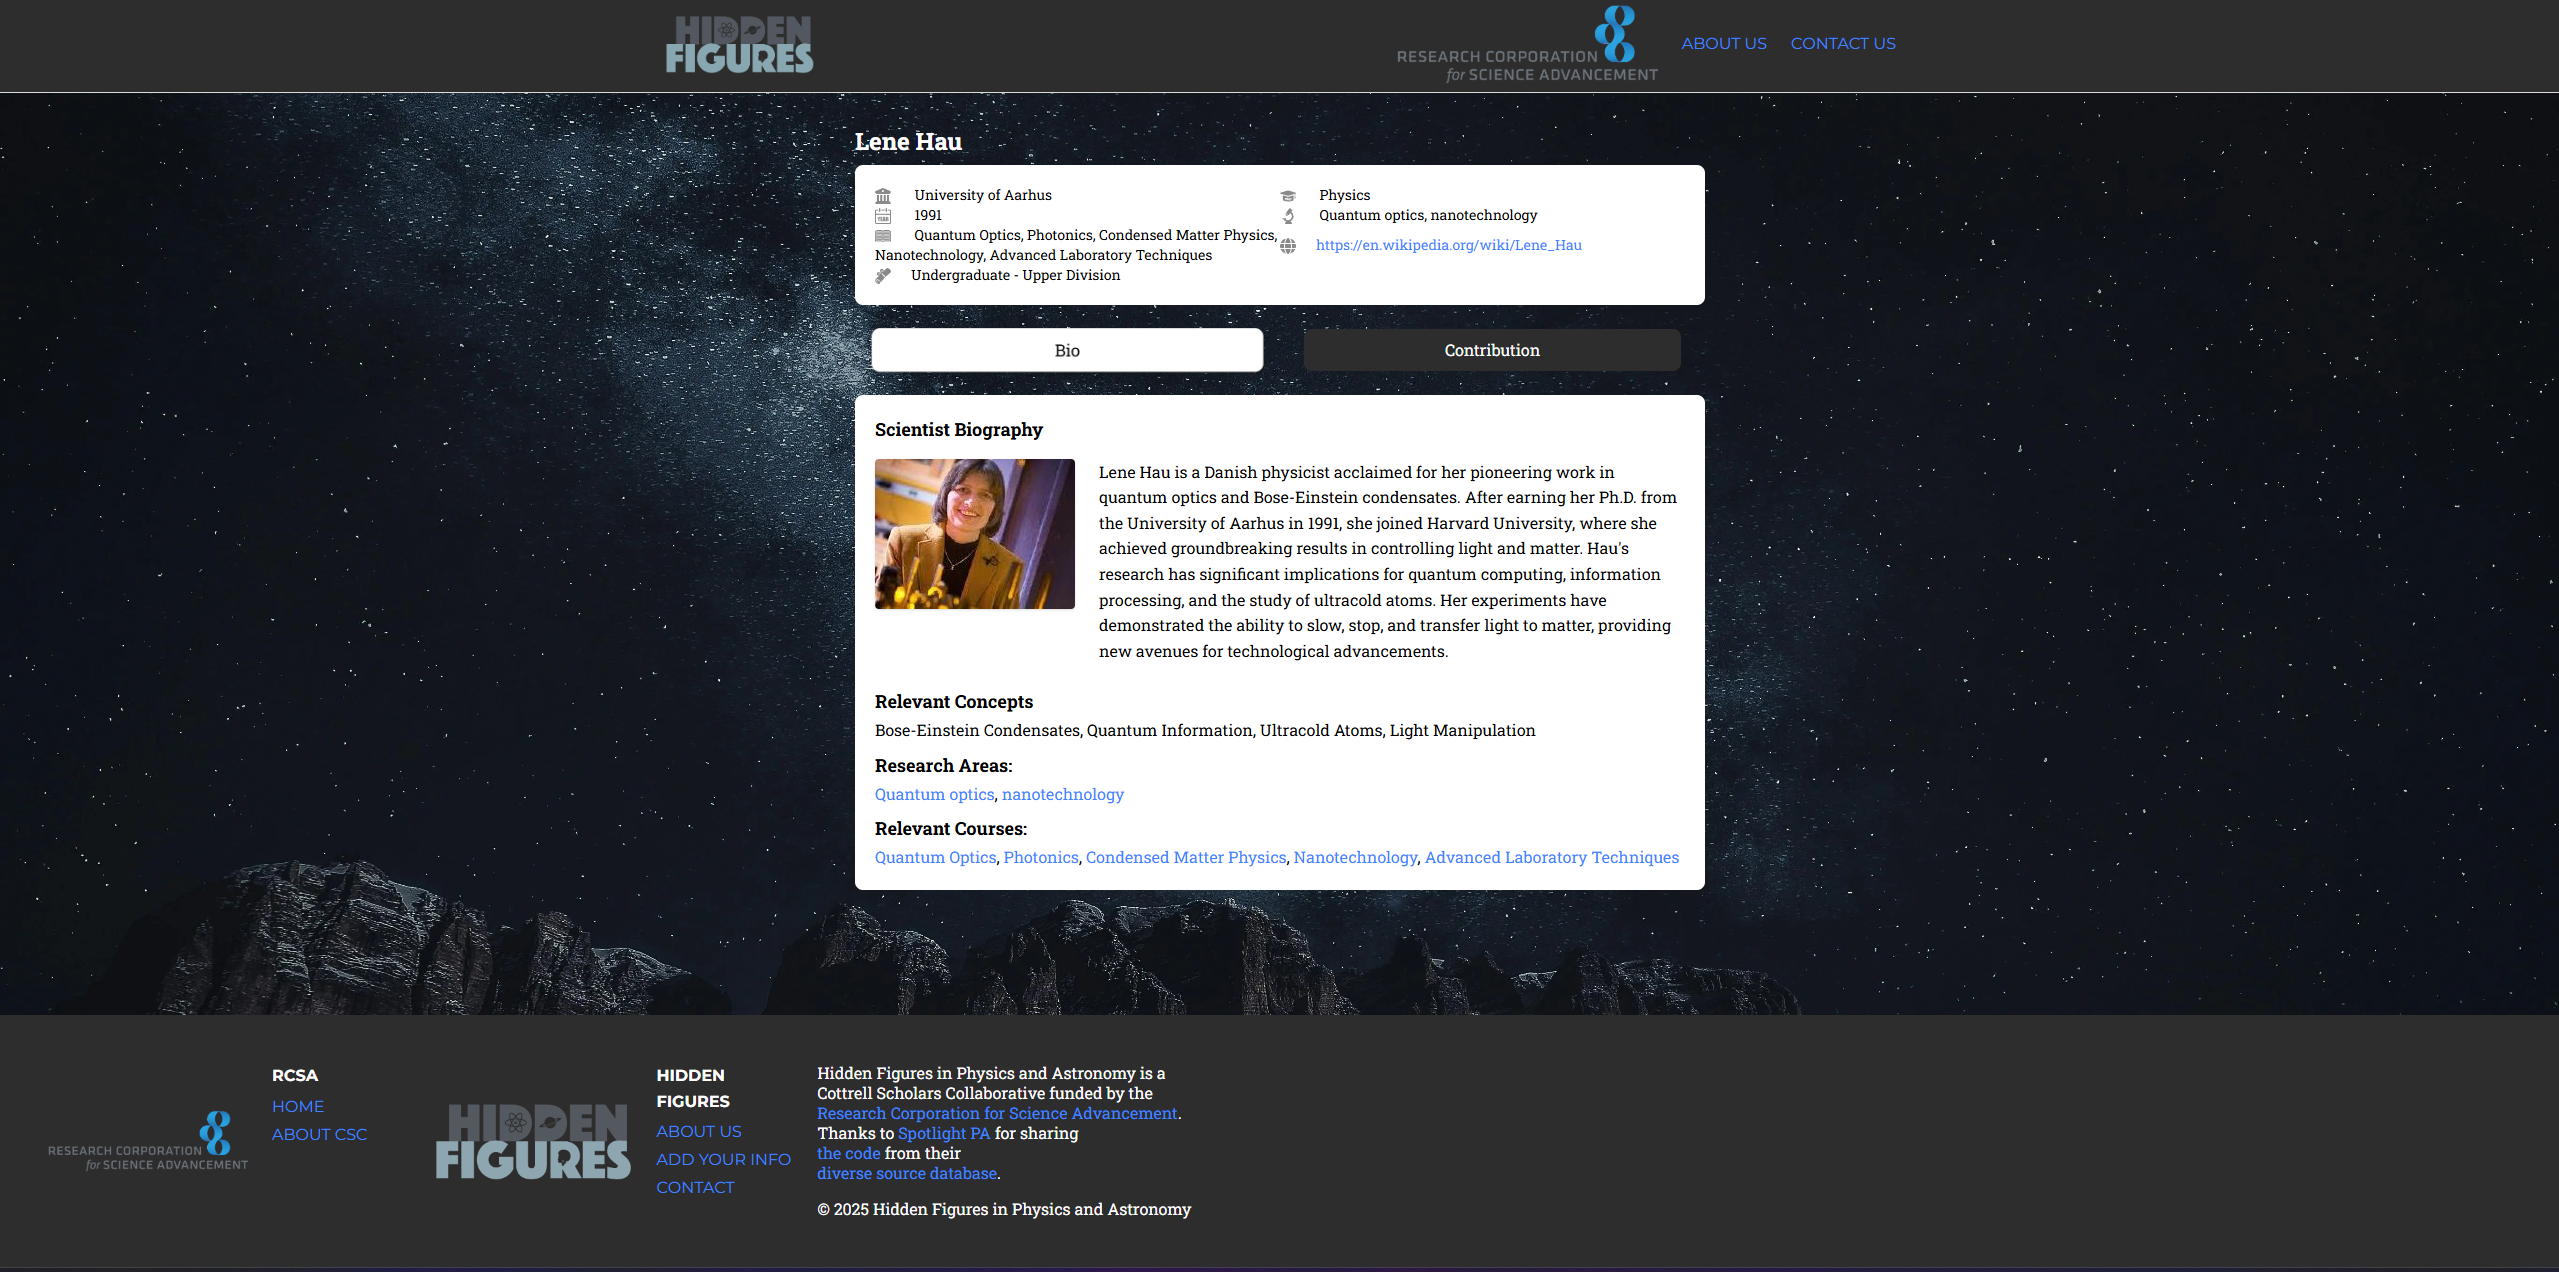 HIDDEN
FIGURES
RESEARCH CORPORATION
for SCIENCE ADVANCEMENT
ABOUT US
CONTACT US
Lene Hau
University of Aarhus
YEAR
1991
Quantum Optics, Photonics, Condensed Matter Physics,
Nanotechnology, Advanced Laboratory Techniques
Undergraduate - Upper Division
Physics
Quantum optics, nanotechnology
https://en.wikipedia.org/wiki/Lene_Hau
Bio
Contribution
Scientist Biography
Lene Hau is a Danish physicist acclaimed for her pioneering work in
quantum optics and Bose-Einstein condensates. After earning her Ph.D. from
the University of Aarhus in 1991, she joined Harvard University, where she
achieved groundbreaking results in controlling light and matter. Hau's
research has significant implications for quantum computing, information
processing, and the study of ultracold atoms. Her experiments have
demonstrated the ability to slow, stop, and transfer light to matter, providing
new avenues for technological advancements.
Relevant Concepts
Bose-Einstein Condensates, Quantum Information, Ultracold Atoms, Light Manipulation
Research Areas:
Quantum optics, nanotechnology
Relevant Courses:
Quantum Optics, Photonics, Condensed Matter Physics, Nanotechnology, Advanced Laboratory Techniques
RESEARCH CORPORATION
for SCIENCE ADVANCEMENT
RCSA
HOME
ABOUT CSC
HIDDEN
FIGURES
HIDDEN
FIGURES
ABOUT US
ADD YOUR INFO
CONTACT
Hidden Figures in Physics and Astronomy is a
Cottrell Scholars Collaborative funded by the
Research Corporation for Science Advancement.
Thanks to Spotlight PA for sharing
the code from their
diverse source database.
© 2025 Hidden Figures in Physics and Astronomy